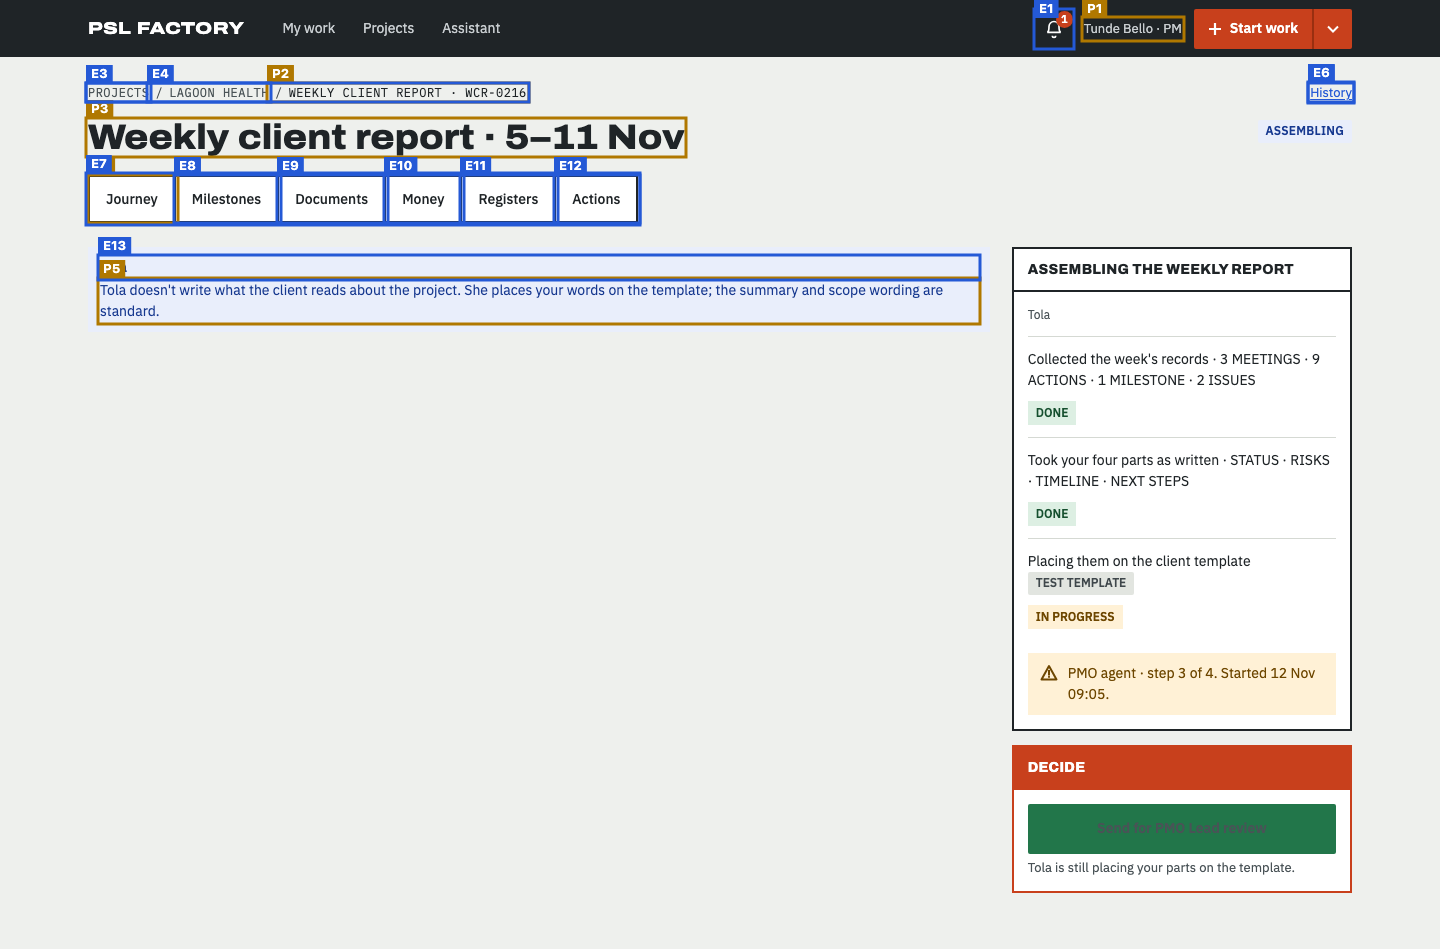 PSL FACTORY
My work
Projects
Assistant
E1
1
P1
Tunde Bello · PM
Start work
E3
E4
P2
E6
PROJECTS / LAGOON HEALTH / WEEKLY CLIENT REPORT · WCR-0216
History
P3
Weekly client report · 5–11 Nov
ASSEMBLING
E7
E8
E9
E10
E11
E12
Journey
Milestones
Documents
Money
Registers
Actions
E13
P5
Tola doesn't write what the client reads about the project. She places your words on the template; the summary and scope wording are
standard.
ASSEMBLING THE WEEKLY REPORT
Tola
Collected the week's records · 3 MEETINGS · 9
ACTIONS · 1 MILESTONE · 2 ISSUES
DONE
Took your four parts as written · STATUS · RISKS
· TIMELINE · NEXT STEPS
DONE
Placing them on the client template
TEST TEMPLATE
IN PROGRESS
PMO agent · step 3 of 4. Started 12 Nov
09:05.
DECIDE
Send for PMO Lead review
Tola is still placing your parts on the template.